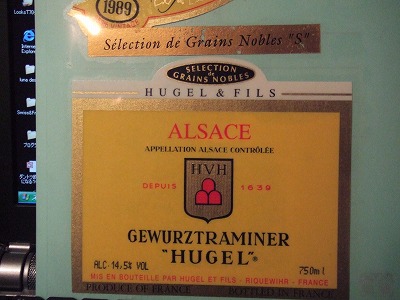 1989
Sélection de Grains Nobles "S"
SELECTION
de
GRAINS NOBLES
HUGEL & FILS
ALSACE
APPELLATION ALSACE CONTRÔLÉE
HVH
DEPUIS 1639
GEWURZTRAMINER
"HUGEL"®
ALC. 14,5% VOL 750ml
MIS EN BOUTEILLE PAR HUGEL ET FILS - RIQUEWIHR - FRANCE
PRODUCE OF FRANCE